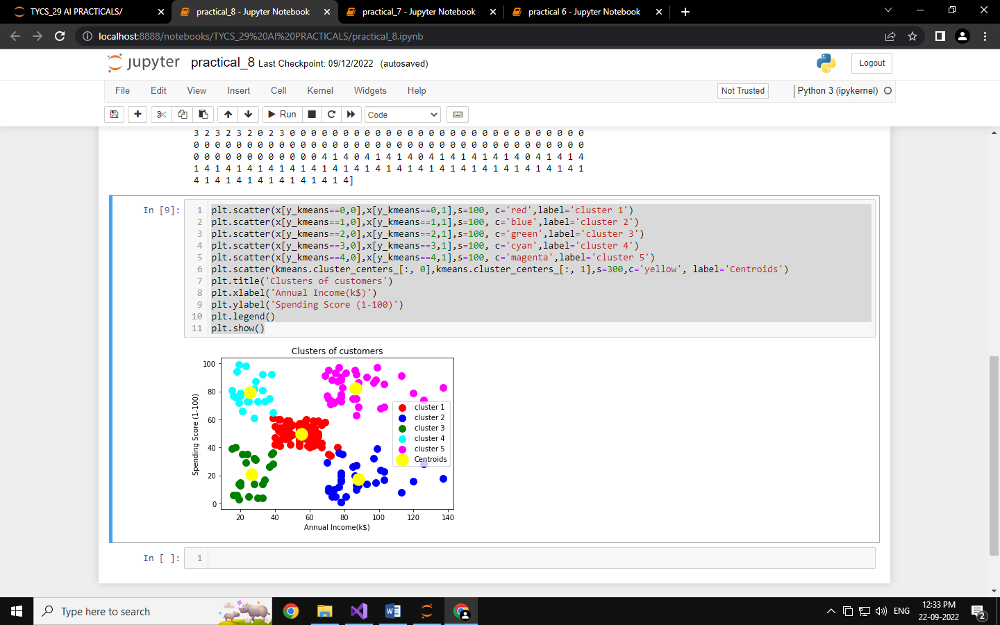 TYCS_29 AI PRACTICALS/
practical_8 - Jupyter Notebook
practical_7 - Jupyter Notebook
practical 6 - Jupyter Notebook
localhost:8888/notebooks/TYCS_29%20AI%20PRACTICALS/practical_8.ipynb
jupyter practical_8 Last Checkpoint: 09/12/2022 (autosaved)
Logout
File Edit View Insert Cell Kernel Widgets Help
Not Trusted
Python 3 (ipykernel)
Run
Code
3 2 3 2 3 2 0 2 3 0 0 0 0 0 0 0 0 0 0 0 0 0 0 0 0 0 0 0 0 0 0 0 0 0 0 0 0
0 0 0 0 0 0 0 0 0 0 0 0 0 0 0 0 0 0 0 0 0 0 0 0 0 0 0 0 0 0 0 0 0 0 0 0 0
0 0 0 0 0 0 0 0 0 0 0 0 4 1 4 0 4 1 4 1 4 0 4 1 4 1 4 1 4 1 4 0 4 1 4 1 4
1 4 1 4 1 4 1 4 1 4 1 4 1 4 1 4 1 4 1 4 1 4 1 4 1 4 1 4 1 4 1 4 1 4 1 4 1
4 1 4 1 4 1 4 1 4 1 4 1 4 1 4]
In [9]:
1 plt.scatter(x[y_kmeans==0,0],x[y_kmeans==0,1],s=100, c='red',label='cluster 1')
2 plt.scatter(x[y_kmeans==1,0],x[y_kmeans==1,1],s=100, c='blue',label='cluster 2')
3 plt.scatter(x[y_kmeans==2,0],x[y_kmeans==2,1],s=100, c='green',label='cluster 3')
4 plt.scatter(x[y_kmeans==3,0],x[y_kmeans==3,1],s=100, c='cyan',label='cluster 4')
5 plt.scatter(x[y_kmeans==4,0],x[y_kmeans==4,1],s=100, c='magenta',label='cluster 5')
6 plt.scatter(kmeans.cluster_centers_[:, 0],kmeans.cluster_centers_[:, 1],s=300,c='yellow', label='Centroids')
7 plt.title('Clusters of customers')
8 plt.xlabel('Annual Income(k$)')
9 plt.ylabel('Spending Score (1-100)')
10 plt.legend()
11 plt.show()
Clusters of customers
Spending Score (1-100)
100
80
60
40
20
0
cluster 1
cluster 2
cluster 3
cluster 4
cluster 5
Centroids
20 40 60 80 100 120 140
Annual Income(k$)
In [ ]:
1
Type here to search
ENG
12:33 PM
22-09-2022
2